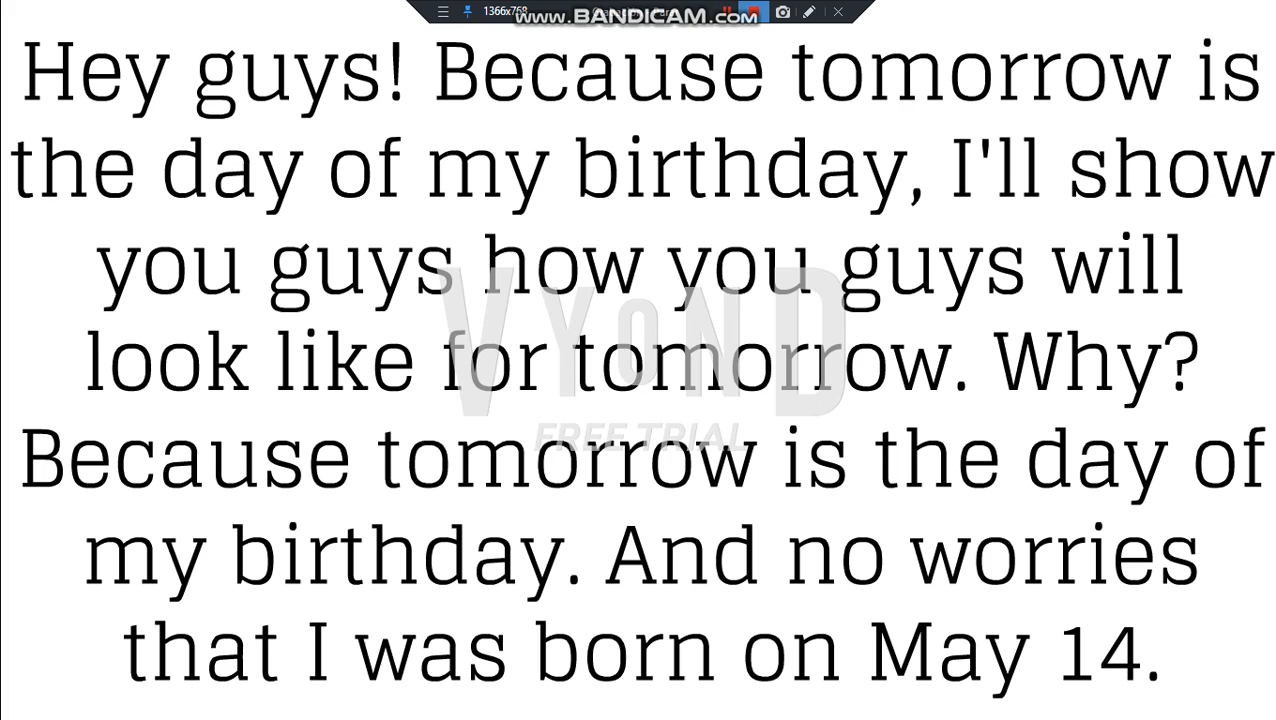 1366x768
www.BANDICAM.com
Hey guys! Because tomorrow is
the day of my birthday, I'll show
you guys how you guys will
look like for tomorrow. Why?
Because tomorrow is the day of
my birthday. And no worries
that I was born on May 14.
VYOND
FREE TRIAL